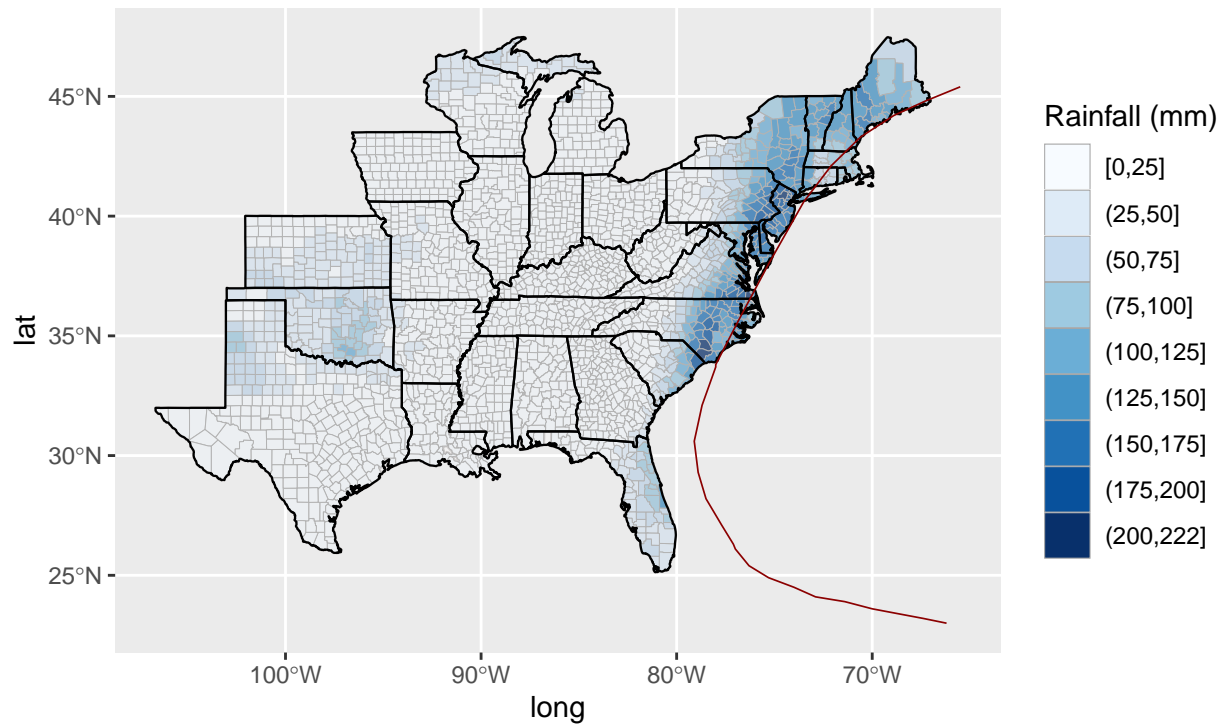 45°N
40°N
35°N
30°N
25°N
lat
100°W
90°W
80°W
70°W
long
Rainfall (mm)
[0,25]
(25,50]
(50,75]
(75,100]
(100,125]
(125,150]
(150,175]
(175,200]
(200,222]